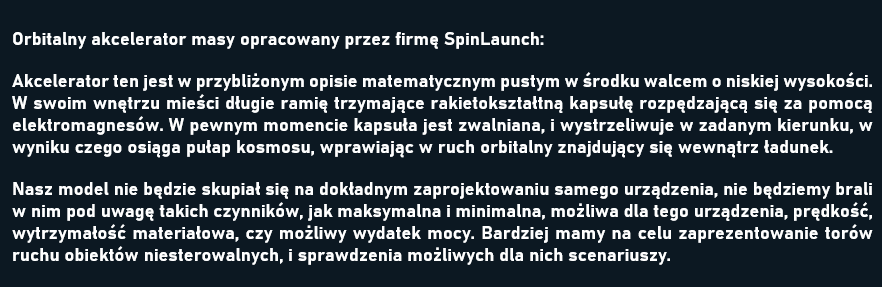 Orbitalny akcelerator masy opracowany przez firmę SpinLaunch:
Akcelerator ten jest w przybliżonym opisie matematycznym pustym w środku walcem o niskiej wysokości.
W swoim wnętrzu mieści długie ramię trzymające rakietokształtną kapsułę rozpędzającą się za pomocą
elektromagnesów. W pewnym momencie kapsuła jest zwalniana, i wystrzeliwuje w zadanym kierunku, w
wyniku czego osiąga pułap kosmosu, wprawiając w ruch orbitalny znajdujący się wewnątrz ładunek.
Nasz model nie będzie skupiał się na dokładnym zaprojektowaniu samego urządzenia, nie będziemy brali
w nim pod uwagę takich czynników, jak maksymalna i minimalna, możliwa dla tego urządzenia, prędkość,
wytrzymałość materiałowa, czy możliwy wydatek mocy. Bardziej mamy na celu zaprezentowanie torów
ruchu obiektów niesterowalnych, i sprawdzenia możliwych dla nich scenariuszy.